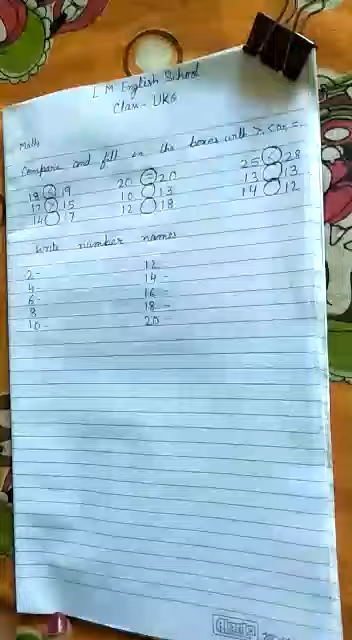 I M English School
Class - UKG
Maths
Compare and fill in the boxes with >, < or =
18 < 19 20 = 20 25 < 28
17 > 15 10 13 13 13
14 17 12 18 14 12
Write number names
2 - 12
4 - 14 -
6 - 16 -
8 18 -
10 - 20 -